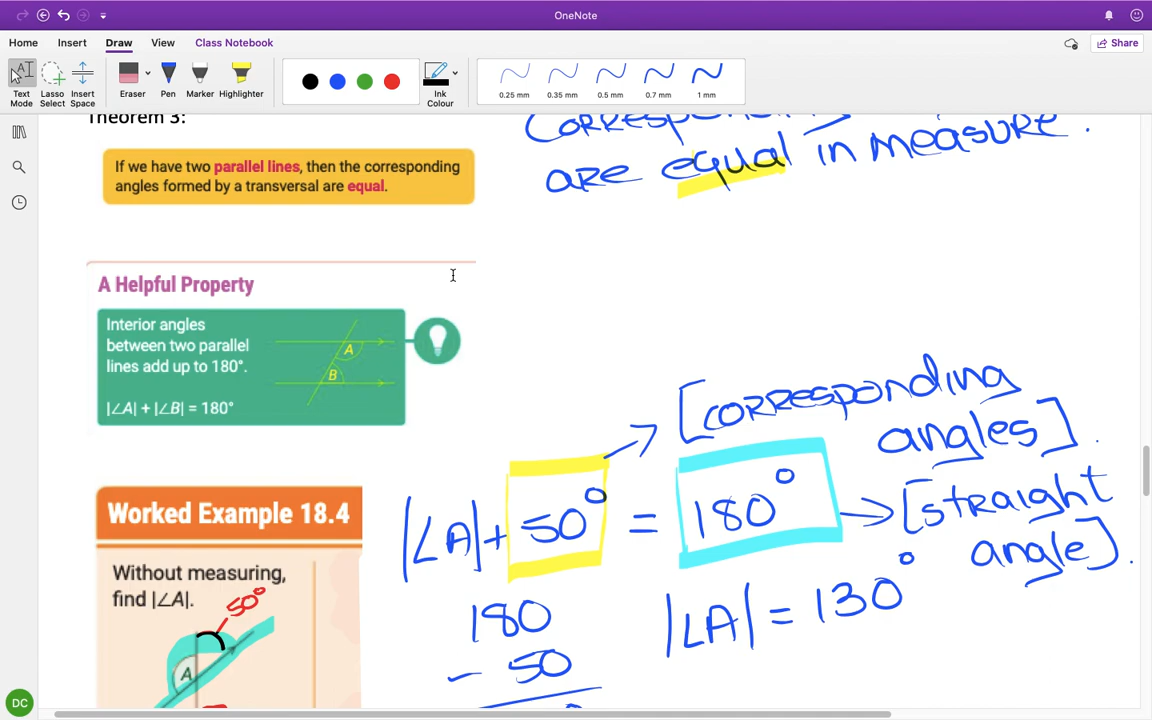 OneNote
Home Insert Draw View Class Notebook
Share
Text Mode
Lasso Select
Insert Space
Eraser
Pen
Marker
Highlighter
Ink Colour
0.25 mm 0.35 mm 0.5 mm 0.7 mm 1 mm
Theorem 3:
If we have two parallel lines, then the corresponding
angles formed by a transversal are equal.
Corresponding
are equal in measure.
A Helpful Property
Interior angles
between two parallel
lines add up to 180°.
|∠A| + |∠B| = 180°
A
B
[corresponding
angles].
|∠A| + 50° = 180° → [straight
angle].
180
- 50
|∠A| = 130°
Worked Example 18.4
Without measuring,
find |∠A|.
50°
A
DC